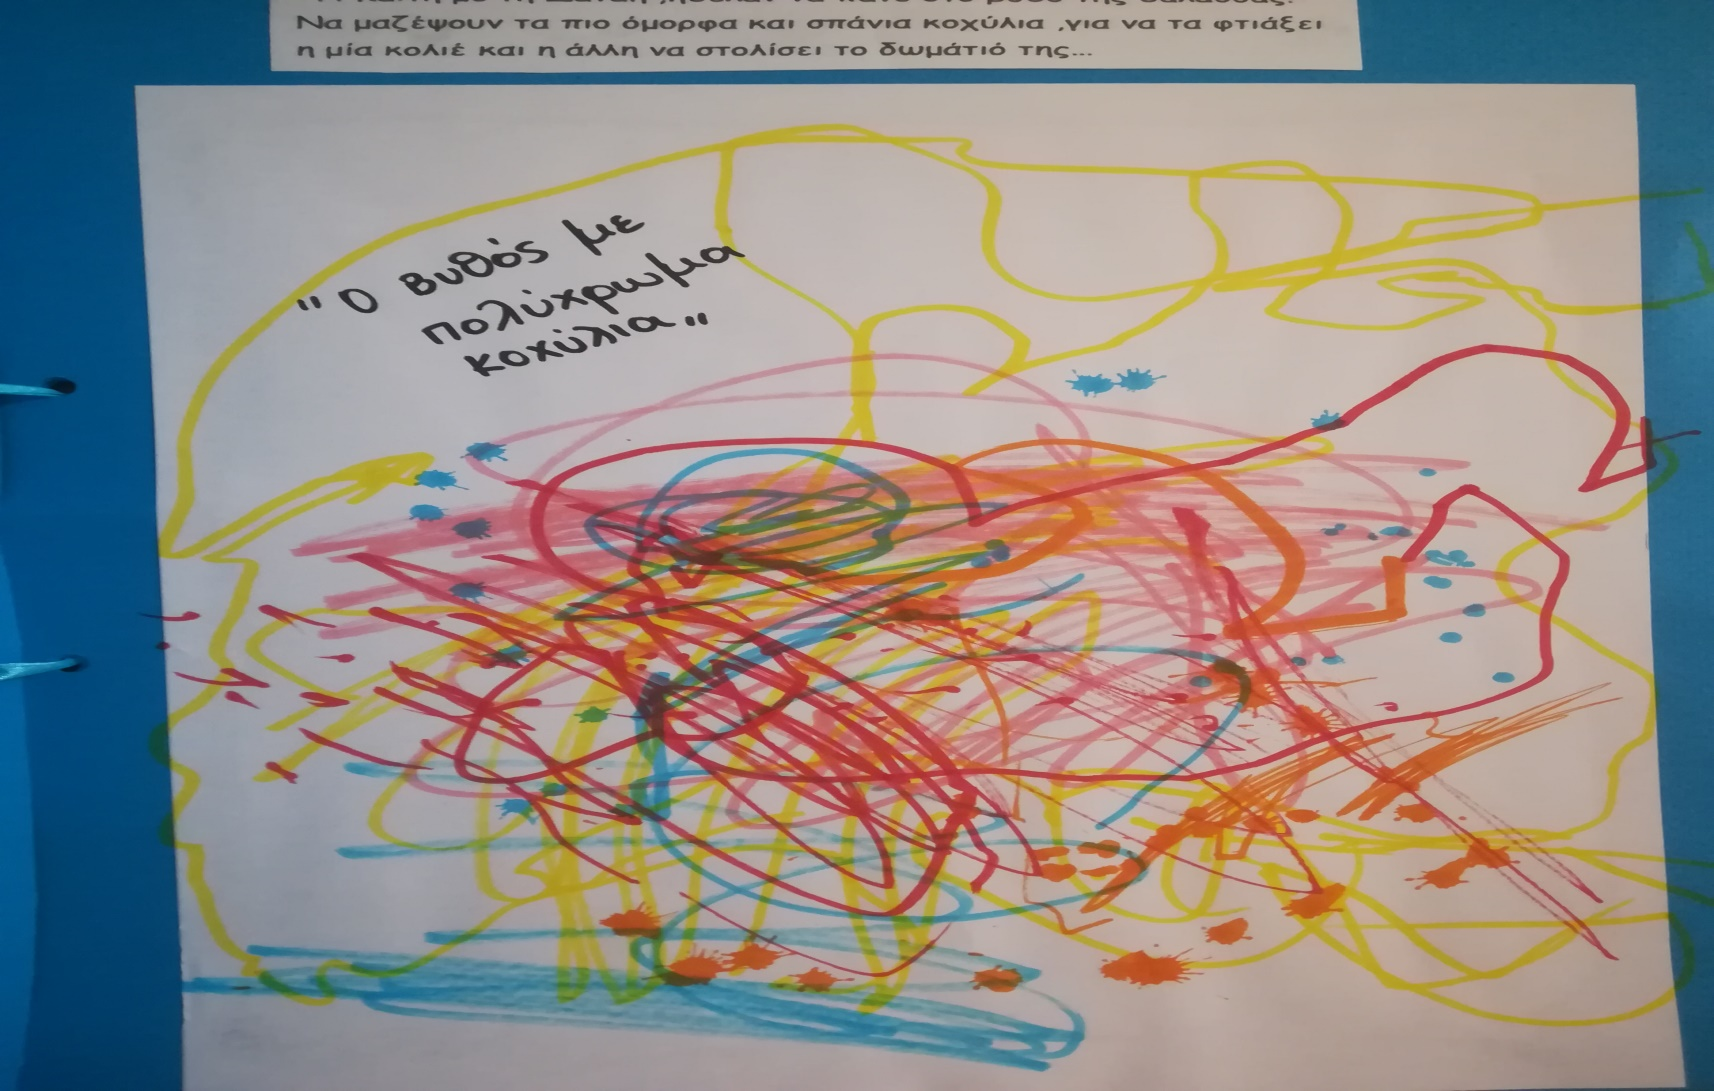 Να μαζέψουν τα πιο όμορφα και σπάνια κοχύλια ,για να τα φτιάξει
η μία κολιέ και η άλλη να στολίσει το δωμάτιό της...
"Ο βυθός με
πολύχρωμα
κοχύλια"